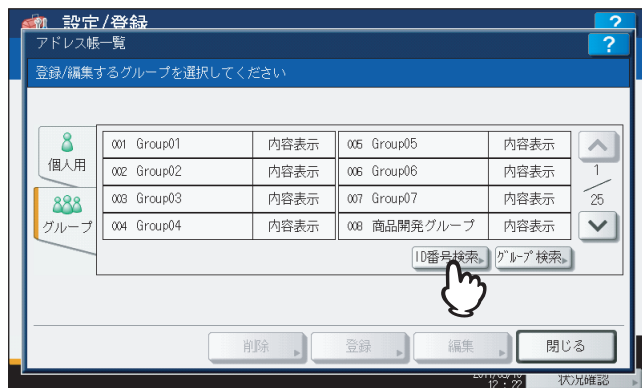 設定/登録
?
アドレス帳一覧
?
登録/編集するグループを選択してください
個人用
グループ
001 Group01 内容表示 005 Group05 内容表示
002 Group02 内容表示 006 Group06 内容表示
003 Group03 内容表示 007 Group07 内容表示
004 Group04 内容表示 008 商品開発グループ 内容表示
1
25
ID番号検索
グループ検索
削除
登録
編集
閉じる
12:22
状況確認